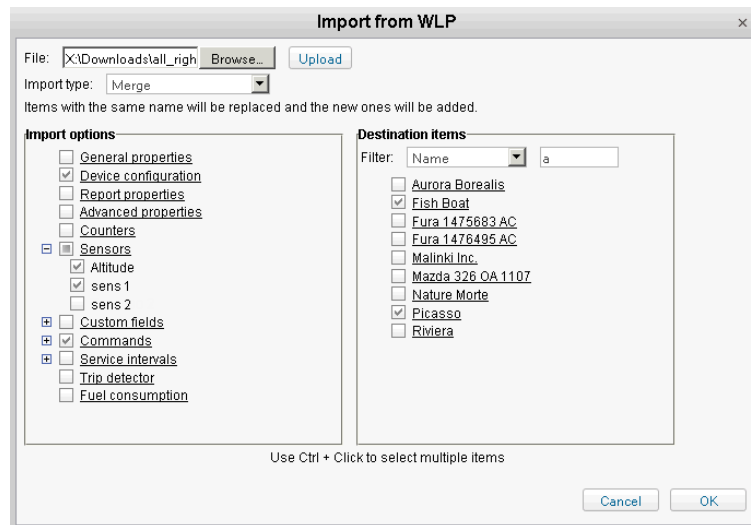 Import from WLP
File: X:\Downloads\all_righ Browse... Upload
Import type: Merge
Items with the same name will be replaced and the new ones will be added.
Import options
General properties
Device configuration
Report properties
Advanced properties
Counters
Sensors
Altitude
sens 1
sens 2
Custom fields
Commands
Service intervals
Trip detector
Fuel consumption
Destination items
Filter: Name a
Aurora Borealis
Fish Boat
Fura 1475683 AC
Fura 1476495 AC
Malinki Inc.
Mazda 326 OA 1107
Nature Morte
Picasso
Riviera
Use Ctrl + Click to select multiple items
Cancel OK